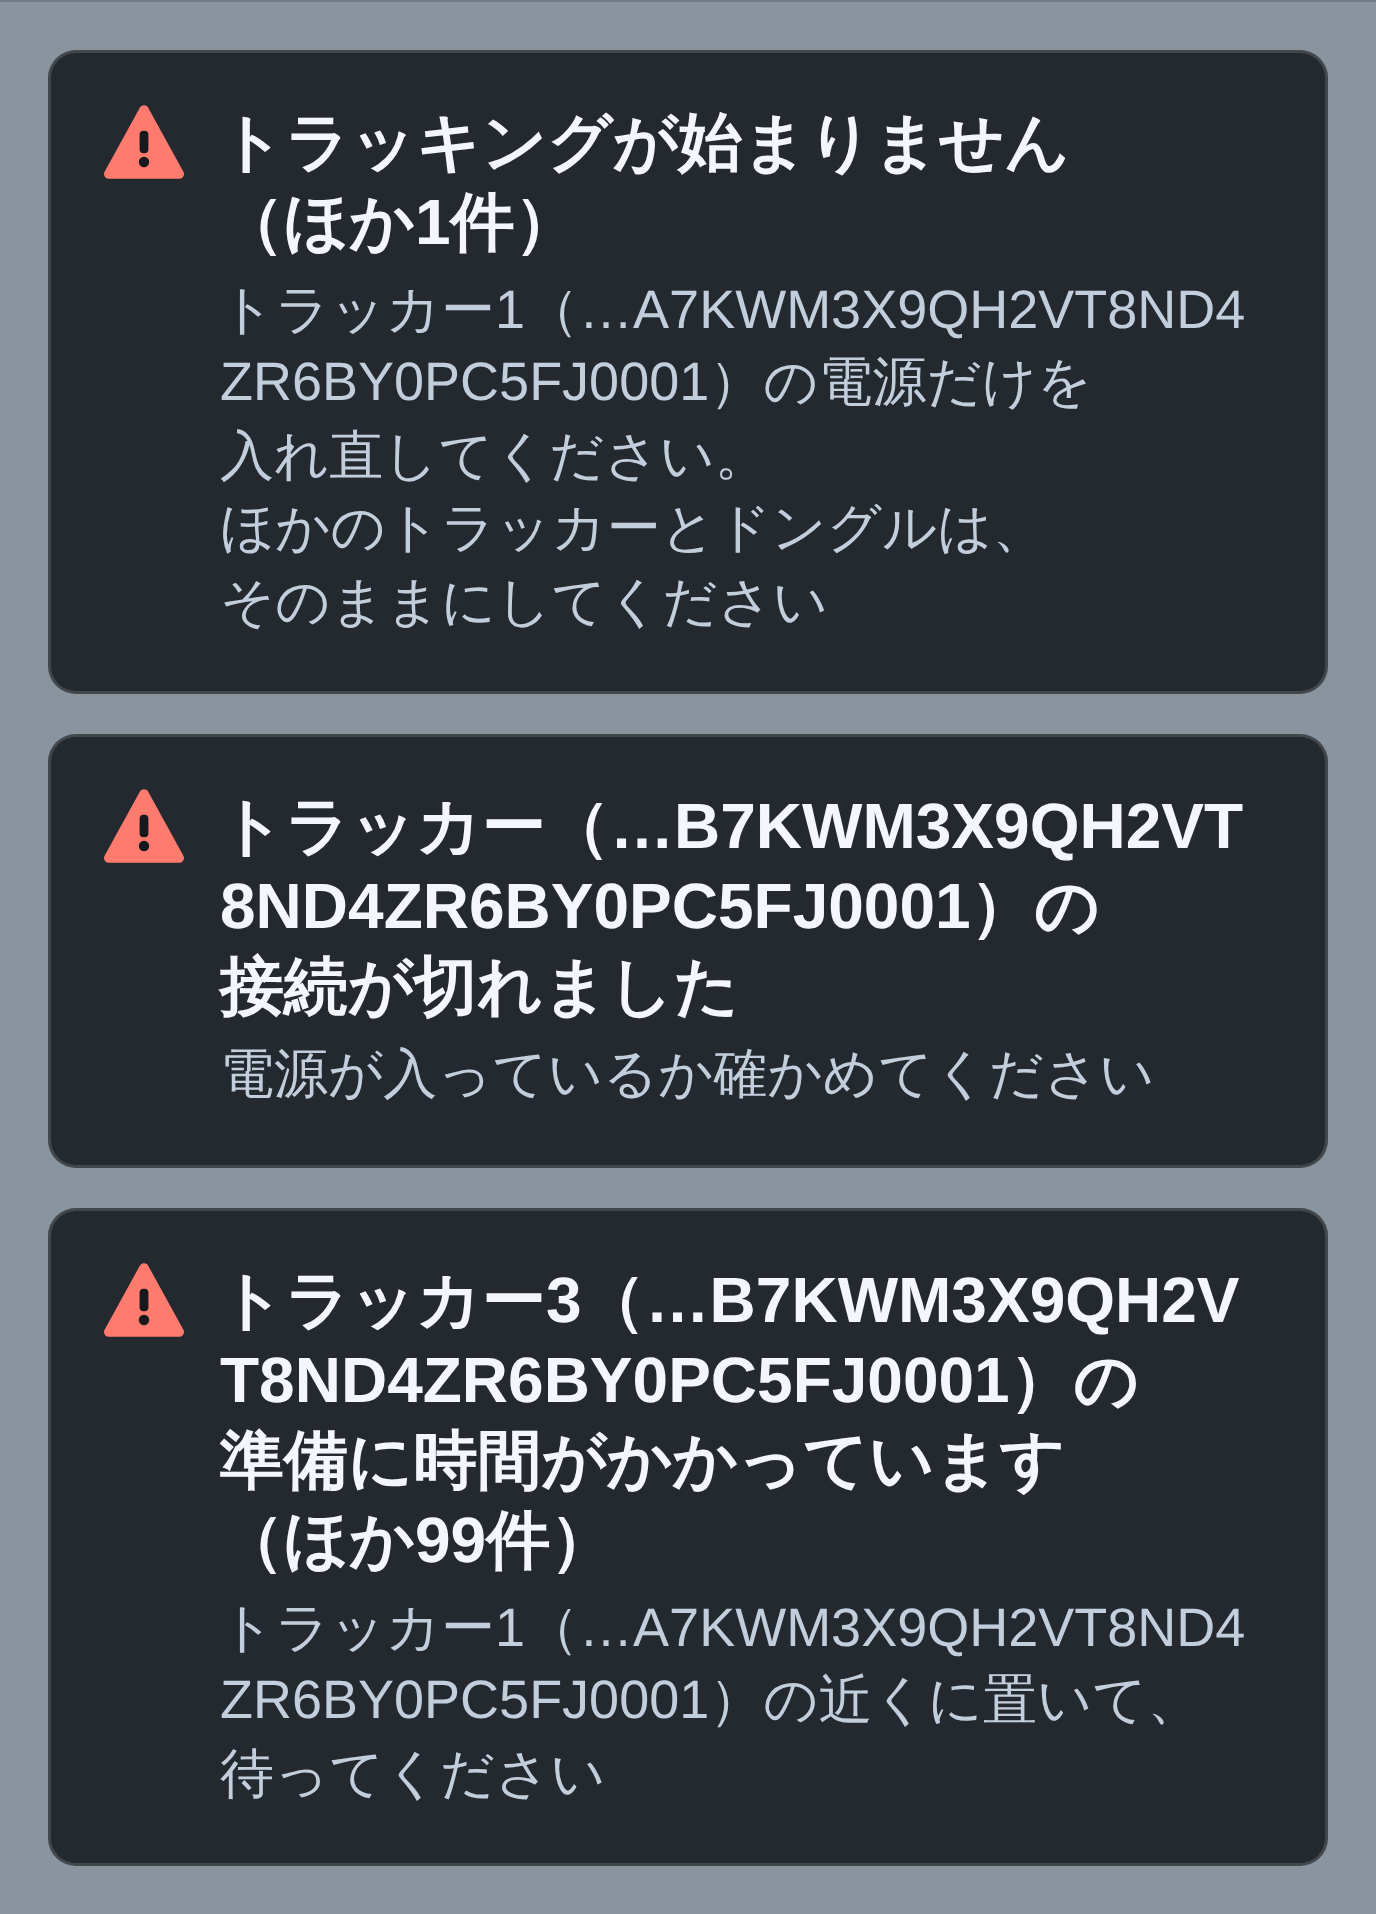 トラッキングが始まりません
（ほか1件）
トラッカー1（…A7KWM3X9QH2VT8ND4
ZR6BY0PC5FJ0001）の電源だけを
入れ直してください。
ほかのトラッカーとドングルは、
そのままにしてください
トラッカー（…B7KWM3X9QH2VT
8ND4ZR6BY0PC5FJ0001）の
接続が切れました
電源が入っているか確かめてください
トラッカー3（…B7KWM3X9QH2V
T8ND4ZR6BY0PC5FJ0001）の
準備に時間がかかっています
（ほか99件）
トラッカー1（…A7KWM3X9QH2VT8ND4
ZR6BY0PC5FJ0001）の近くに置いて、
待ってください